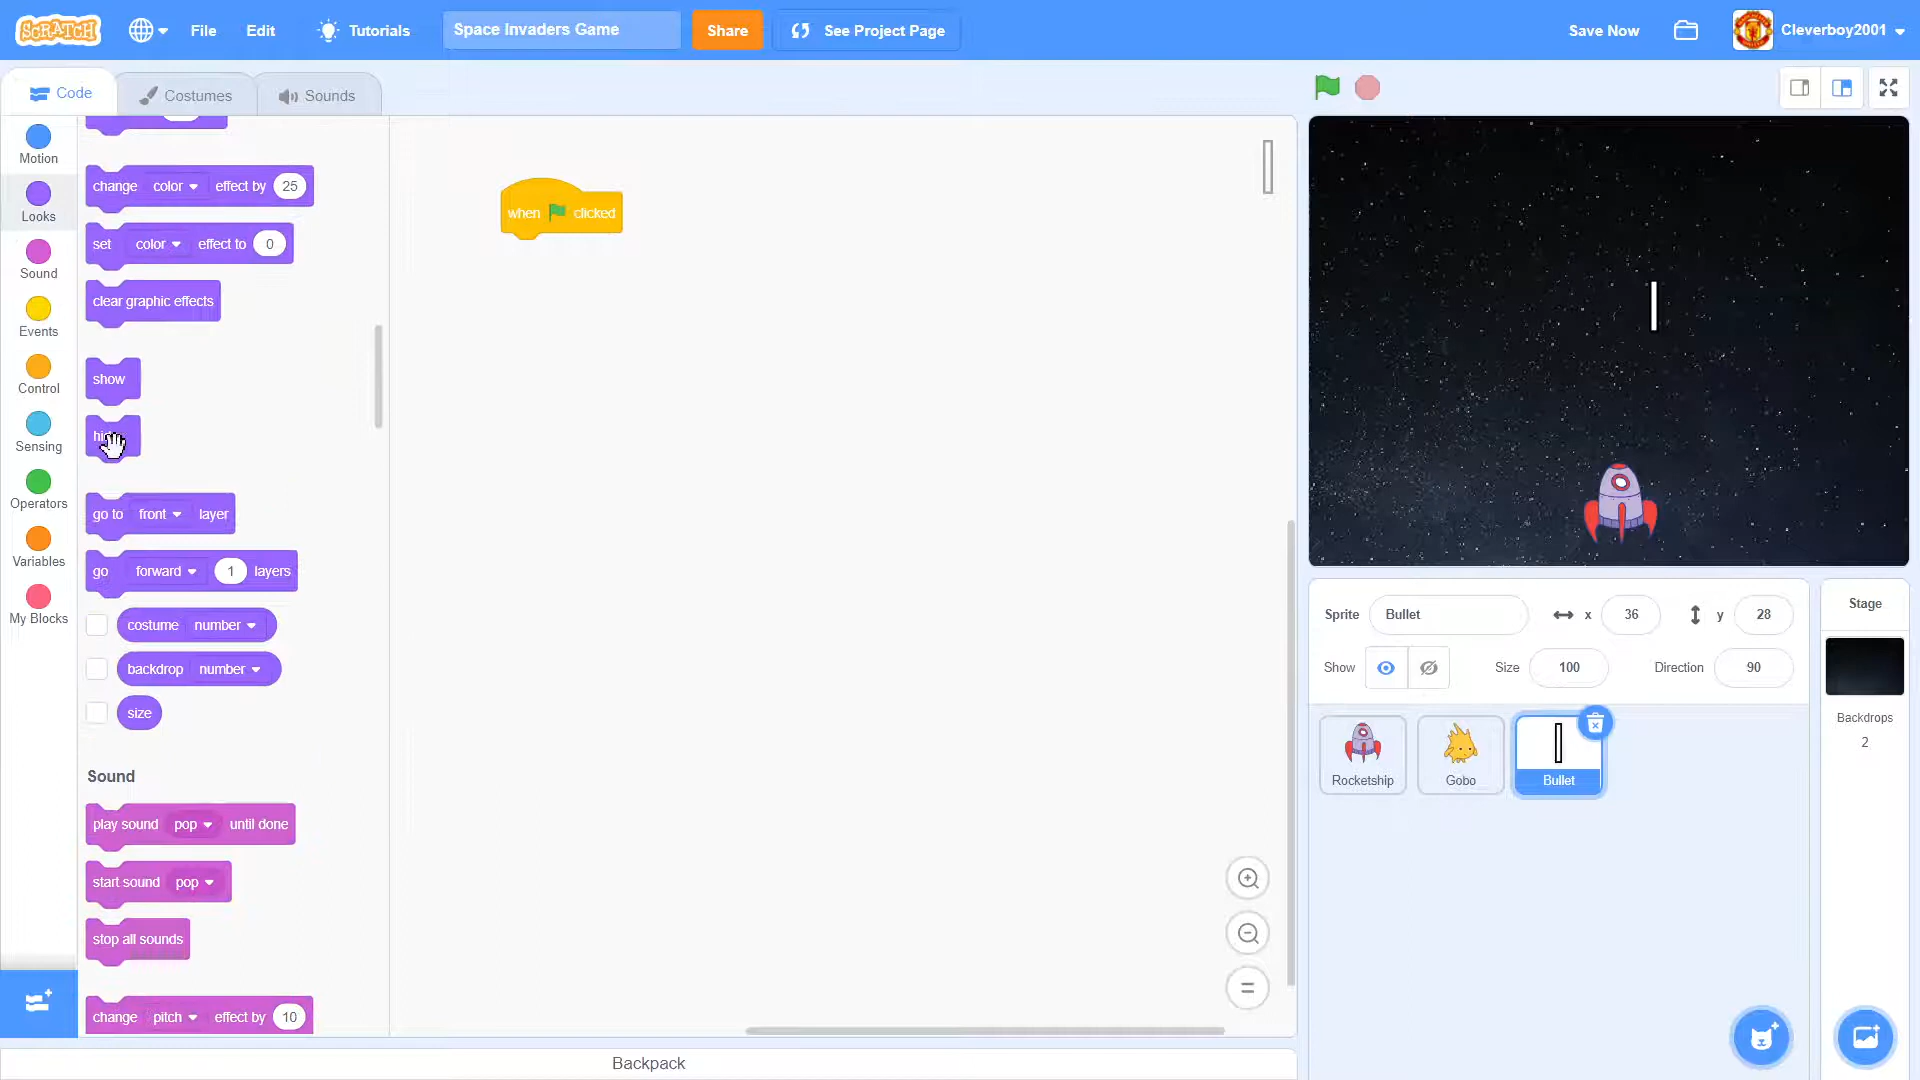 SCRATCH
File
Edit
Tutorials
Space Invaders Game
Share
See Project Page
Save Now
Cleverboy2001
Code
Costumes
Sounds
Motion
Looks
Sound
Events
Control
Sensing
Operators
Variables
My Blocks
change color effect by 25
set color effect to 0
clear graphic effects
show
go to front layer
go forward 1 layers
costume number
backdrop number
size
Sound
play sound pop until done
start sound pop
stop all sounds
change pitch effect by 10
when clicked
Sprite Bullet x 36 y 28
Show Size 100 Direction 90
Rocketship
Gobo
Bullet
Stage
Backdrops
2
Backpack